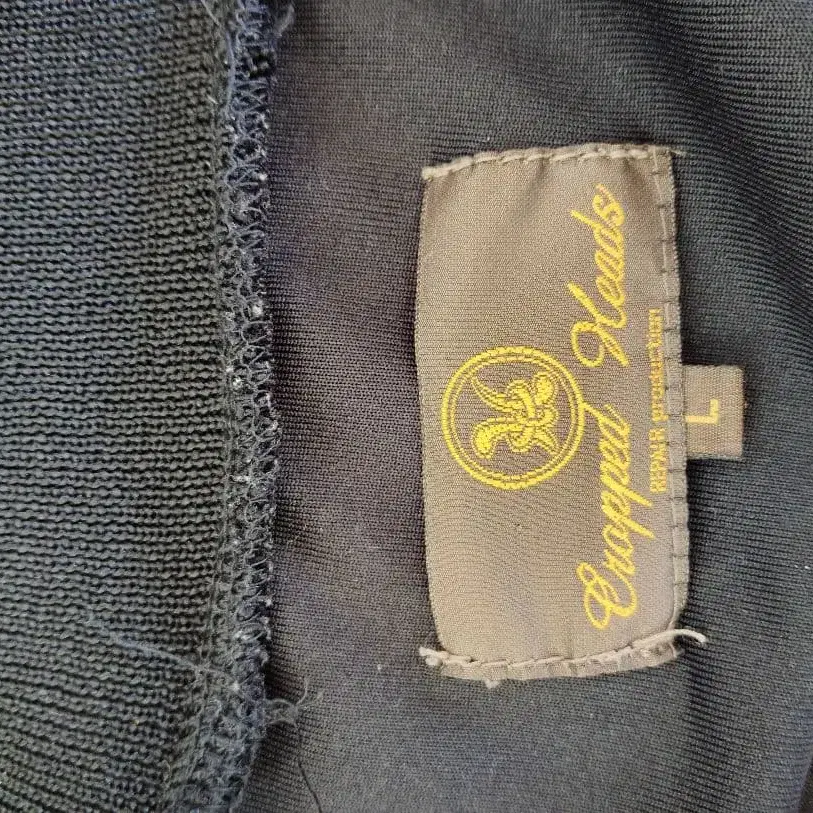 Cropped Heads
REPAIR production
L